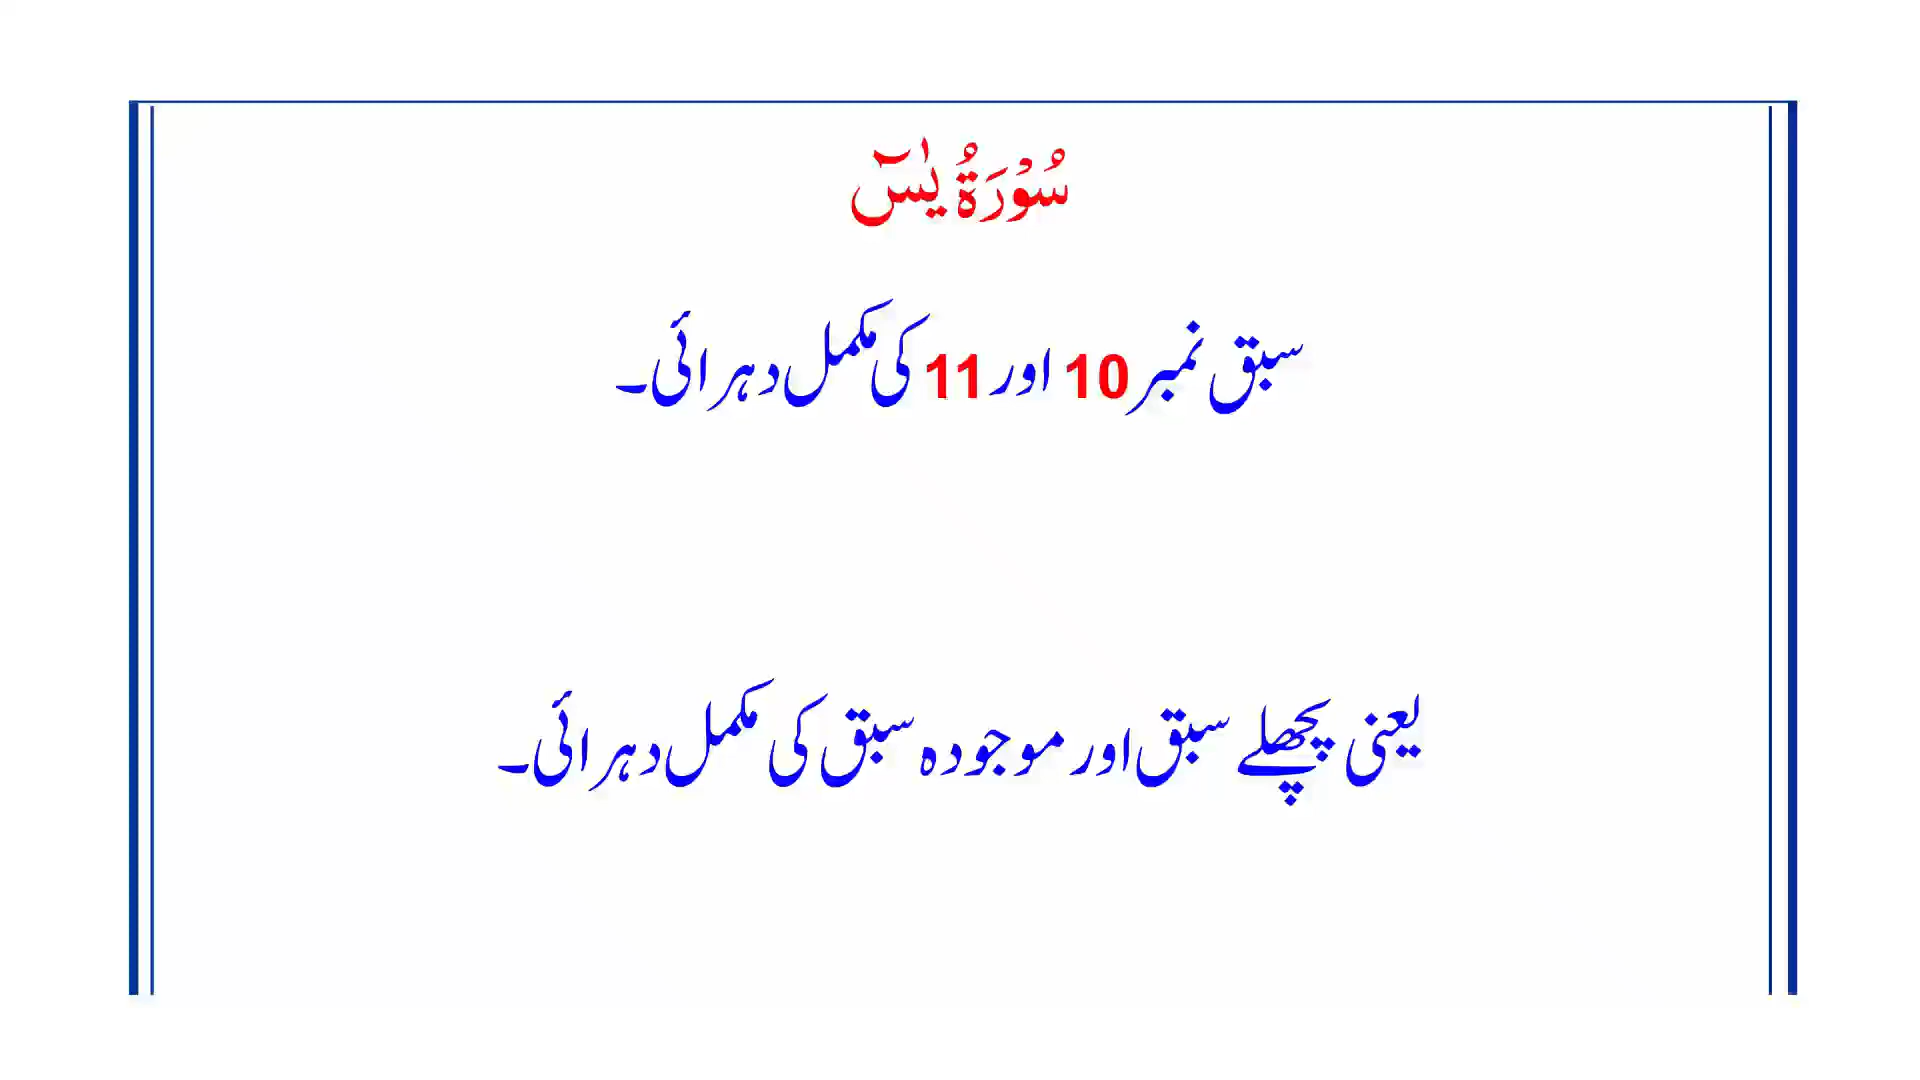 سُوْرَۃُ یٰسٓ
سبق نمبر 10 اور 11 کی مکمل دہرائی۔
یعنی پچھلے سبق اور موجودہ سبق کی مکمل دہرائی۔